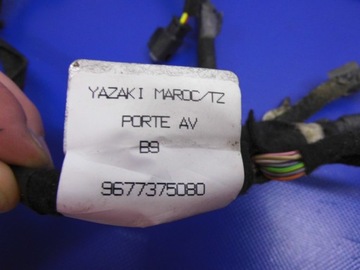 YAZAKI MAROC/TZ
PORTE AV
B9
9677375080